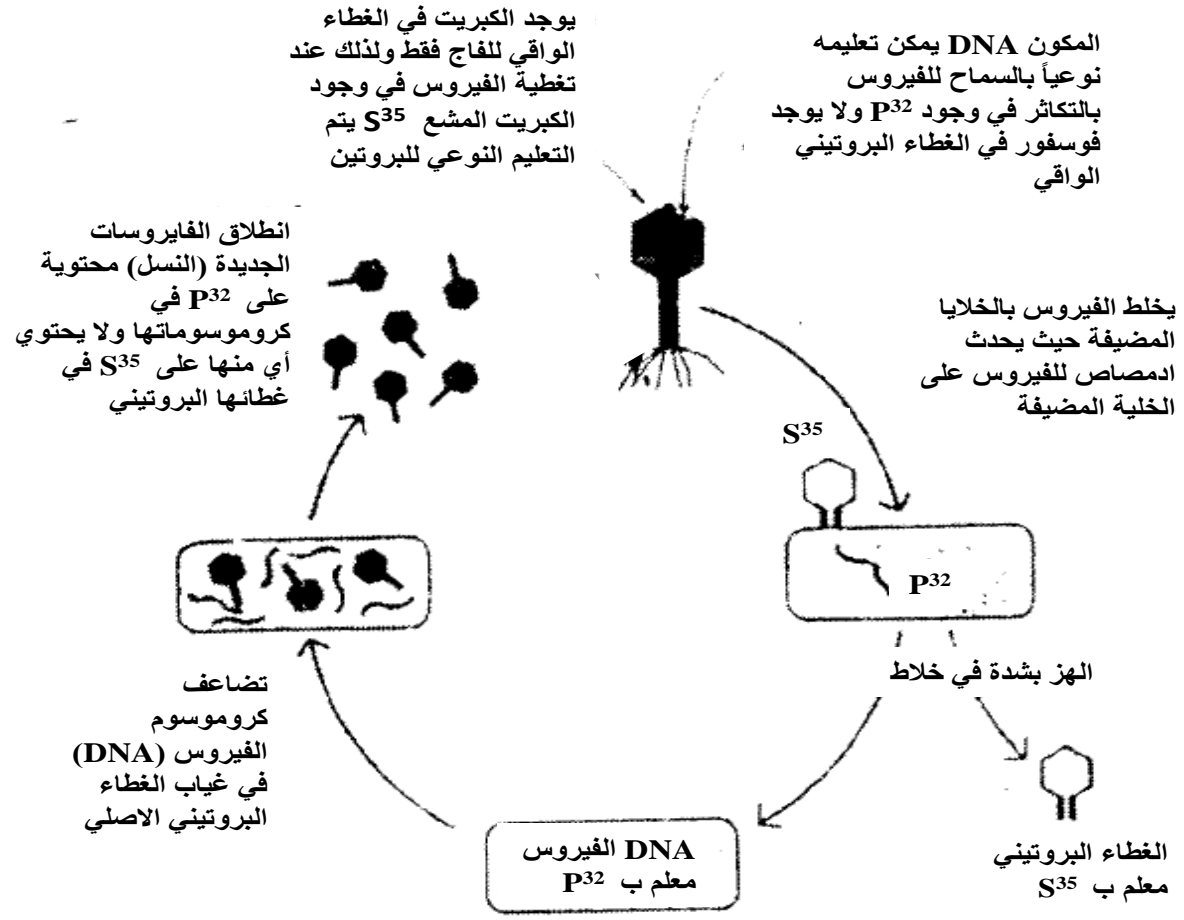 يوجد الكبريت في الغطاء
الواقي للفاج فقط ولذلك عند
تغطية الفيروس في وجود
الكبريت المشع S³⁵ يتم
التعليم النوعي للبروتين
المكون DNA يمكن تعليمه
نوعياً بالسماح للفيروس
بالتكاثر في وجود P³² ولا يوجد
فوسفور في الغطاء البروتيني
الواقي
انطلاق الفايروسات
الجديدة (النسل) محتوية
على P³² في
كروموسوماتها ولا يحتوي
أي منها على S³⁵ في
غطائها البروتيني
يخلط الفيروس بالخلايا
المضيفة حيث يحدث
ادمصاص للفيروس على
الخلية المضيفة
S³⁵
P³²
الهز بشدة في خلاط
تضاعف
كروموسوم
الفيروس (DNA)
في غياب الغطاء
البروتيني الاصلي
DNA الفيروس
معلم ب P³²
الغطاء البروتيني
معلم ب S³⁵